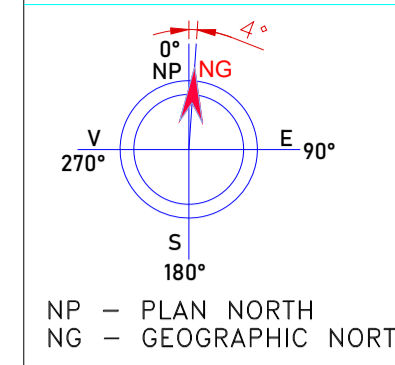 4°
0°
NP NG
V E
270° 90°
S
180°
NP – PLAN NORTH
NG – GEOGRAPHIC NORT